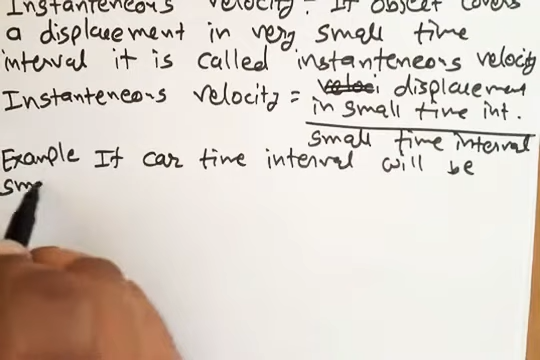 Instanteneous velocity: If object covers
a displacement in very small time
interval it is called instanteneous velocity
Instanteneous velocity = displacement
in small time int.
small time interval
Example If car time interval will be
sm